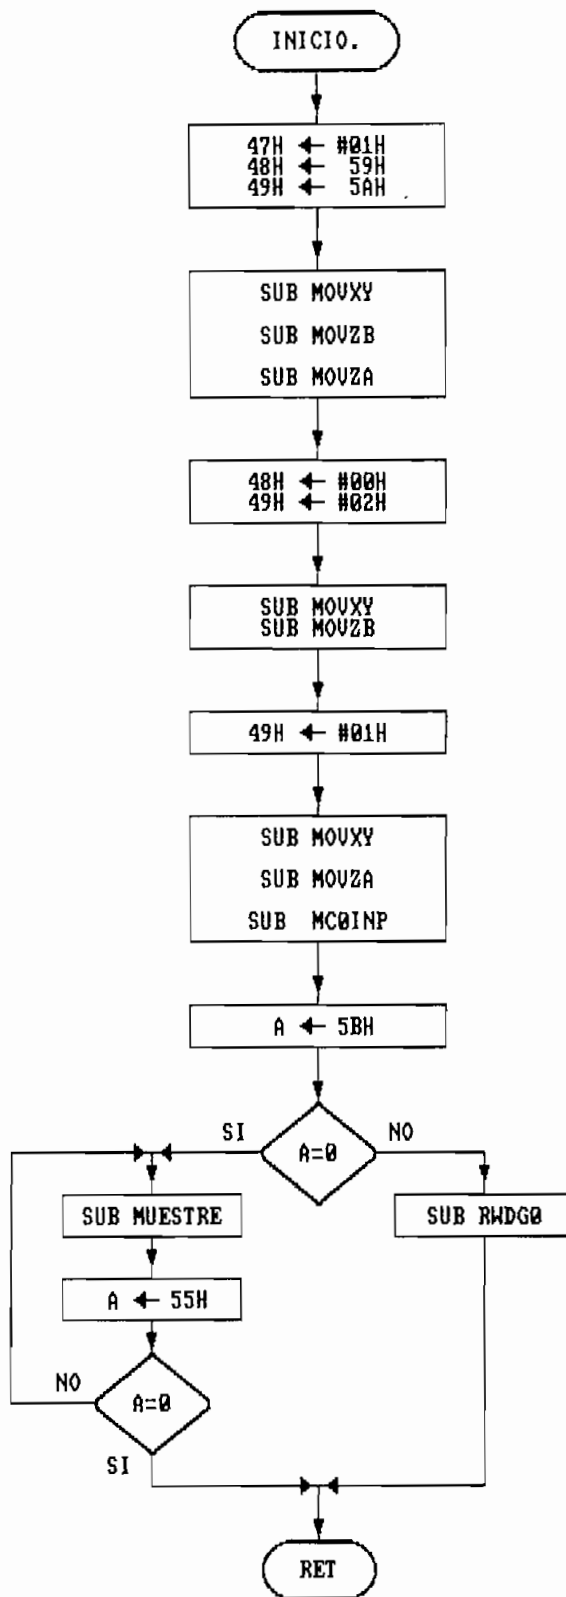 INICIO.
47H ← #01H
48H ← 59H
49H ← 5AH
SUB MOVXY
SUB MOVZB
SUB MOVZA
48H ← #00H
49H ← #02H
SUB MOVXY
SUB MOVZB
49H ← #01H
SUB MOVXY
SUB MOVZA
SUB MC0INP
A ← 5BH
SI
A=0
NO
SUB MUESTRE
SUB RWDG0
A ← 55H
NO
A=0
SI
RET